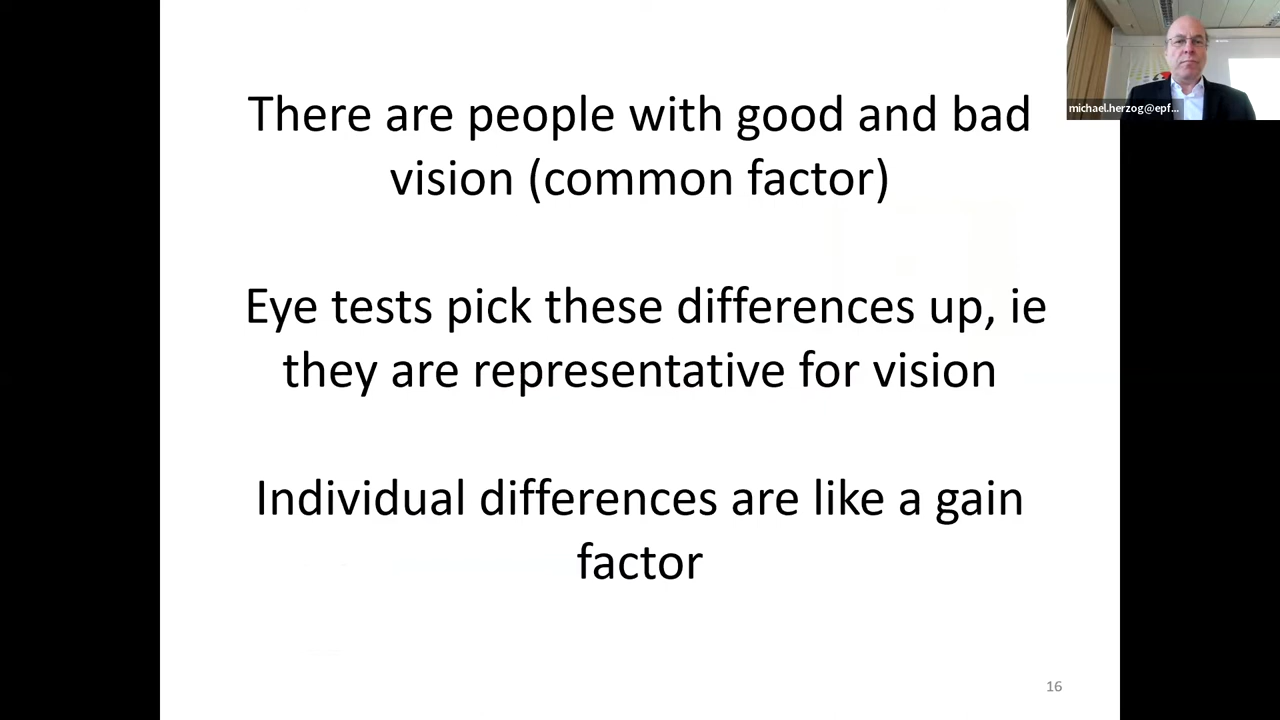 There are people with good and bad
vision (common factor)
Eye tests pick these differences up, ie
they are representative for vision
Individual differences are like a gain
factor
16
michael.herzog@epf...